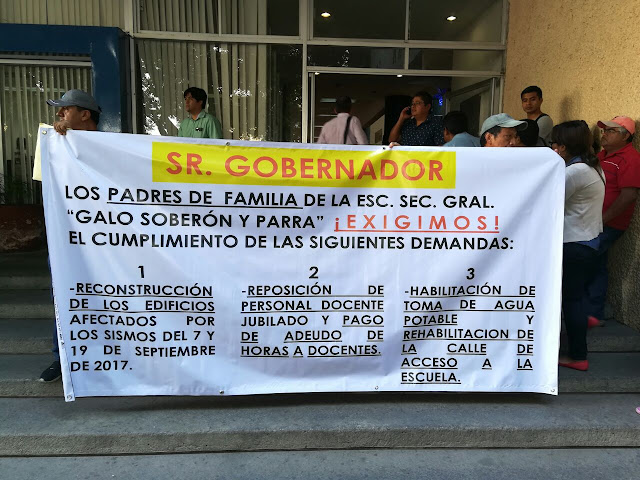 SR. GOBERNADOR
LOS PADRES DE FAMILIA DE LA ESC. SEC. GRAL.
"GALO SOBERÓN Y PARRA" ¡EXIGIMOS!
EL CUMPLIMIENTO DE LAS SIGUIENTES DEMANDAS:
1
-RECONSTRUCCIÓN
DE LOS EDIFICIOS
AFECTADOS POR
LOS SISMOS DEL 7 Y
19 DE SEPTIEMBRE
DE 2017.
2
-REPOSICIÓN DE
PERSONAL DOCENTE
JUBILADO Y PAGO
DE ADEUDO DE
HORAS A DOCENTES.
3
-HABILITACIÓN DE
TOMA DE AGUA
POTABLE Y
REHABILITACION DE
LA CALLE DE
ACCESO A LA
ESCUELA.